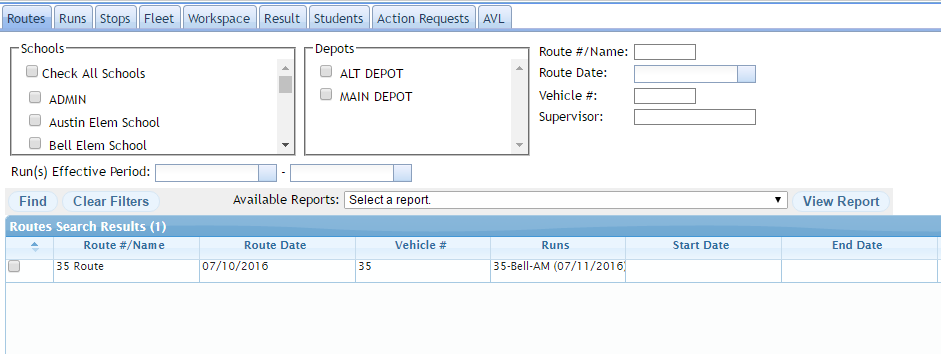 Routes Runs Stops Fleet Workspace Result Students Action Requests AVL
Schools
Check All Schools
ADMIN
Austin Elem School
Bell Elem School
Depots
ALT DEPOT
MAIN DEPOT
Route #/Name:
Route Date:
Vehicle #:
Supervisor:
Run(s) Effective Period: -
Find Clear Filters Available Reports: Select a report. View Report
Routes Search Results (1)
Route #/Name Route Date Vehicle # Runs Start Date End Date
35 Route 07/10/2016 35 35-Bell-AM (07/11/2016)